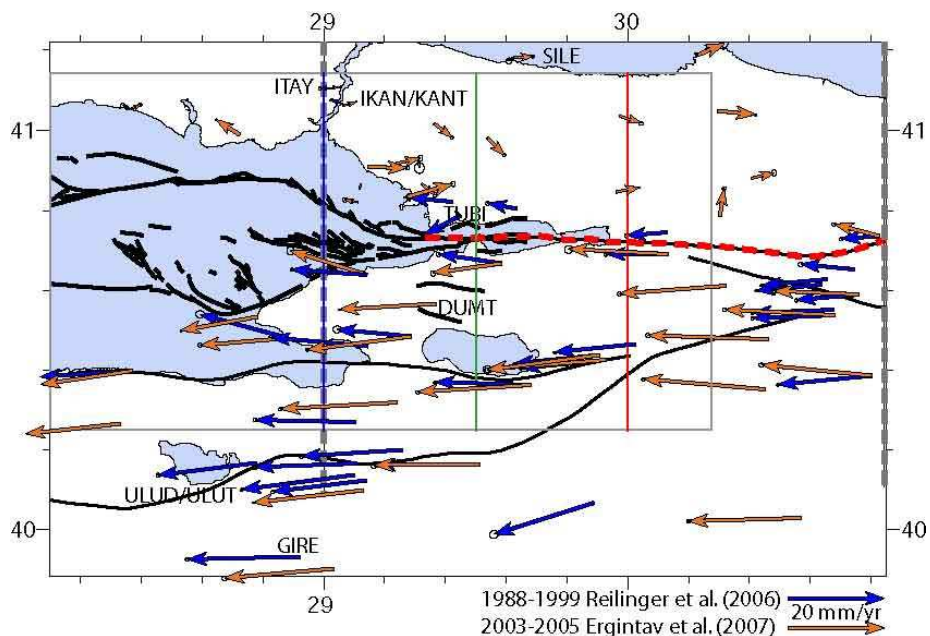 29 30
SILE
ITAY
IKAN/KANT
41 41
TUBI
DUMT
ULUD/ULUT
40 40
GIRE
29
1988-1999 Reilinger et al. (2006)
20 mm/yr
2003-2005 Ergintav et al. (2007)